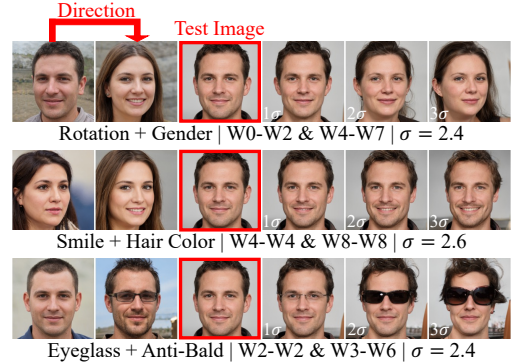 Direction
Test Image
1σ 2σ 3σ
Rotation + Gender | W0-W2 & W4-W7 | σ = 2.4
1σ 2σ 3σ
Smile + Hair Color | W4-W4 & W8-W8 | σ = 2.6
1σ 2σ 3σ
Eyeglass + Anti-Bald | W2-W2 & W3-W6 | σ = 2.4